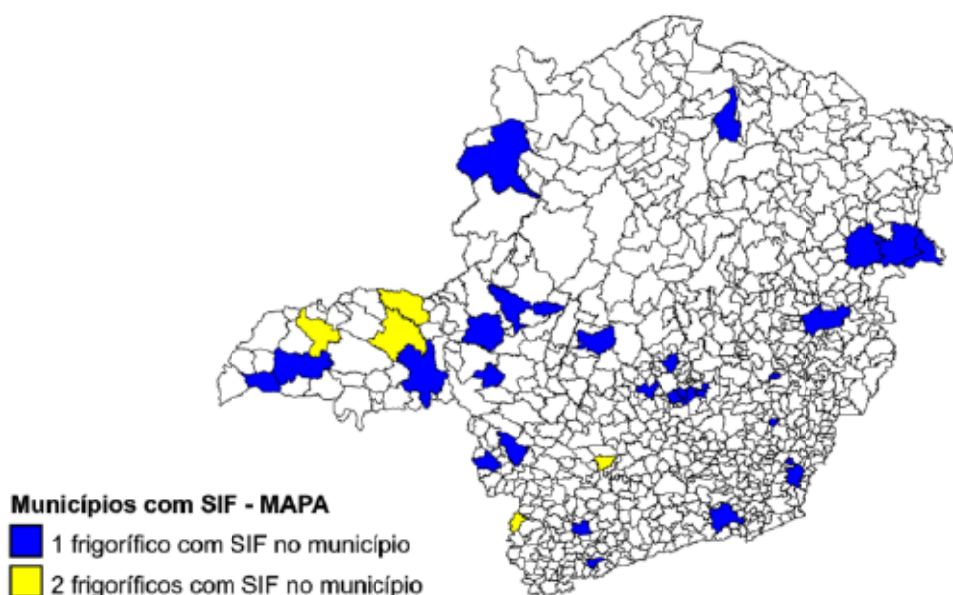 Municípios com SIF - MAPA
1 frigorífico com SIF no município
2 frigoríficos com SIF no município